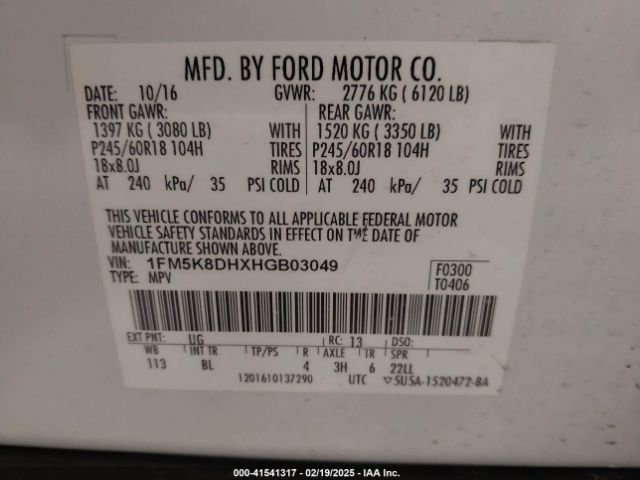 MFD. BY FORD MOTOR CO.
DATE: 10/16 GVWR: 2776 KG ( 6120 LB)
FRONT GAWR: REAR GAWR:
1397 KG ( 3080 LB) WITH 1520 KG ( 3350 LB) WITH
P245/60R18 104H TIRES P245/60R18 104H TIRES
18x8.0J RIMS 18x8.0J RIMS
AT 240 kPa/ 35 PSI COLD AT 240 kPa/ 35 PSI COLD
THIS VEHICLE CONFORMS TO ALL APPLICABLE FEDERAL MOTOR
VEHICLE SAFETY STANDARDS IN EFFECT ON THE DATE OF
MANUFACTURE SHOWN ABOVE.
VIN: 1FM5K8DHXHGB03049 F0300
TYPE: MPV T0406
EXT PNT: UG RC: 13 DSO:
WB INT TR TP/PS R AXLE TR SPR
113 BL 4 3H 6 22LL
1201610137290 UTC ▽5U5A-1520472-BA
000-41541317 - 02/19/2025 - IAA Inc.